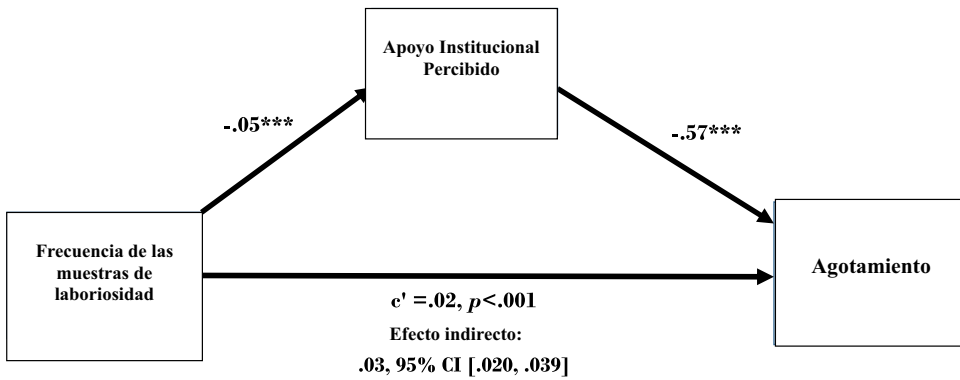 Apoyo Institucional
Percibido
-.05***
-.57***
Frecuencia de las
muestras de
laboriosidad
Agotamiento
c' =.02, p<.001
Efecto indirecto:
.03, 95% CI [.020, .039]